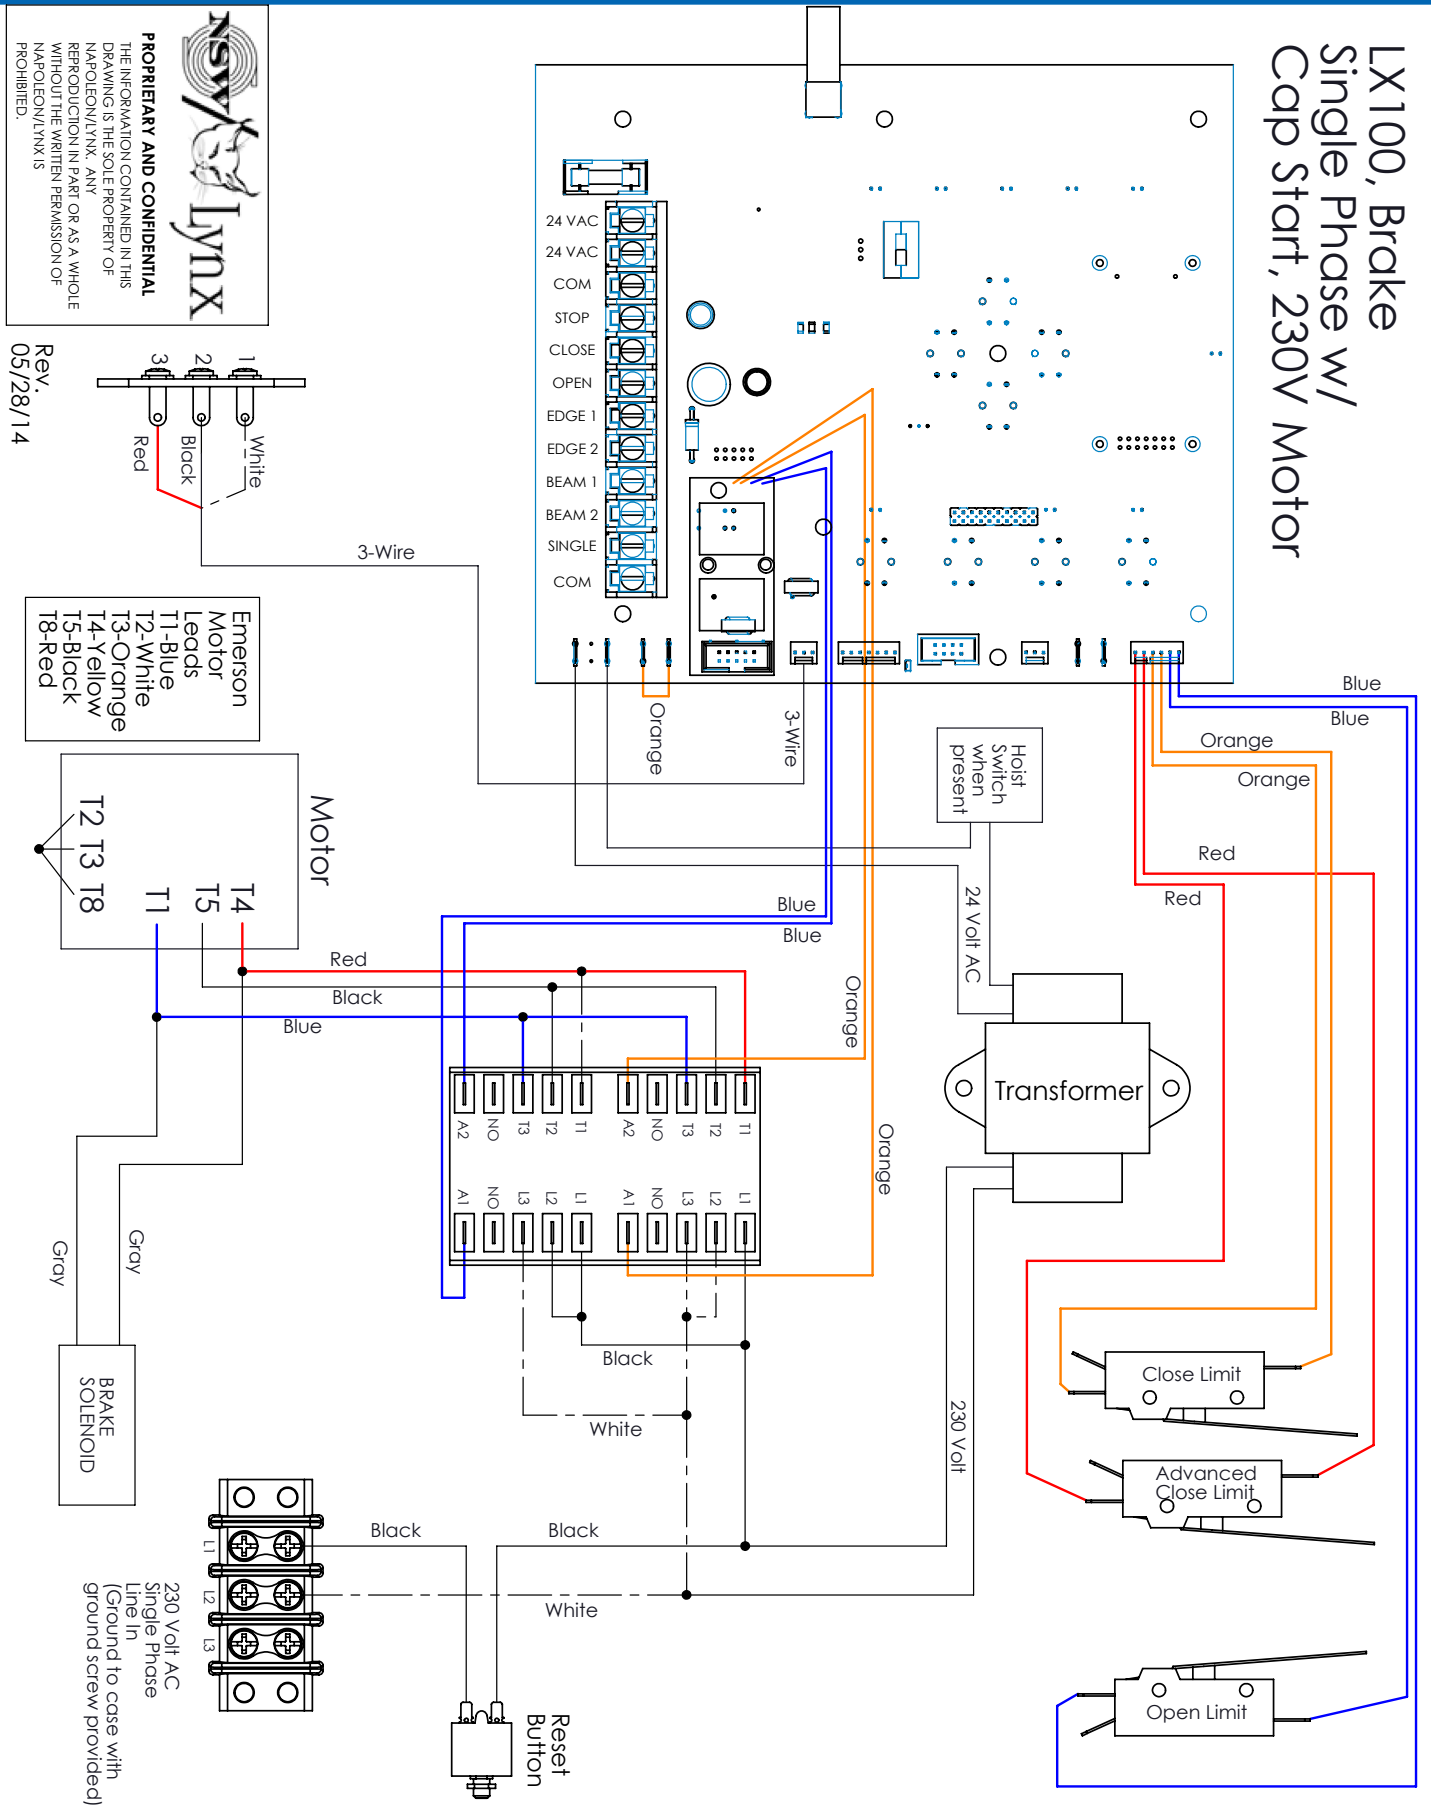 LX100, Brake
Single Phase w/
Cap Start, 230V Motor
NSW
Lynx
PROPRIETARY AND CONFIDENTIAL
THE INFORMATION CONTAINED IN THIS
DRAWING IS THE SOLE PROPERTY OF
NAPOLEON/LYNX. ANY
REPRODUCTION IN PART OR AS A WHOLE
WITHOUT THE WRITTEN PERMISSION OF
NAPOLEON/LYNX IS
PROHIBITED.
Rev.
05/28/14
24 VAC
24 VAC
COM
STOP
CLOSE
OPEN
EDGE 1
EDGE 2
BEAM 1
BEAM 2
SINGLE
COM
1
2
3
White
Black
Red
3-Wire
Emerson
Motor
Leads
T1-Blue
T2-White
T3-Orange
T4-Yellow
T5-Black
T8-Red
Orange
3-Wire
Hoist
Switch
when
present
Blue
Blue
Orange
Orange
Red
Red
Motor
T2
T3
T8
T1
T5
T4
24 Volt AC
Blue
Blue
Orange
Red
Black
Blue
Transformer
A2
NO
T3
T2
T1
A2
NO
T3
T2
T1
A1
NO
L3
L2
L1
A1
NO
L3
L2
L1
Orange
Gray
Gray
BRAKE
SOLENOID
Black
White
230 Volt
Close Limit
Advanced
Close Limit
Open Limit
Black
Black
White
L1
L2
L3
230 Volt AC
Single Phase
Line In
(Ground to case with
ground screw provided)
Reset
Button